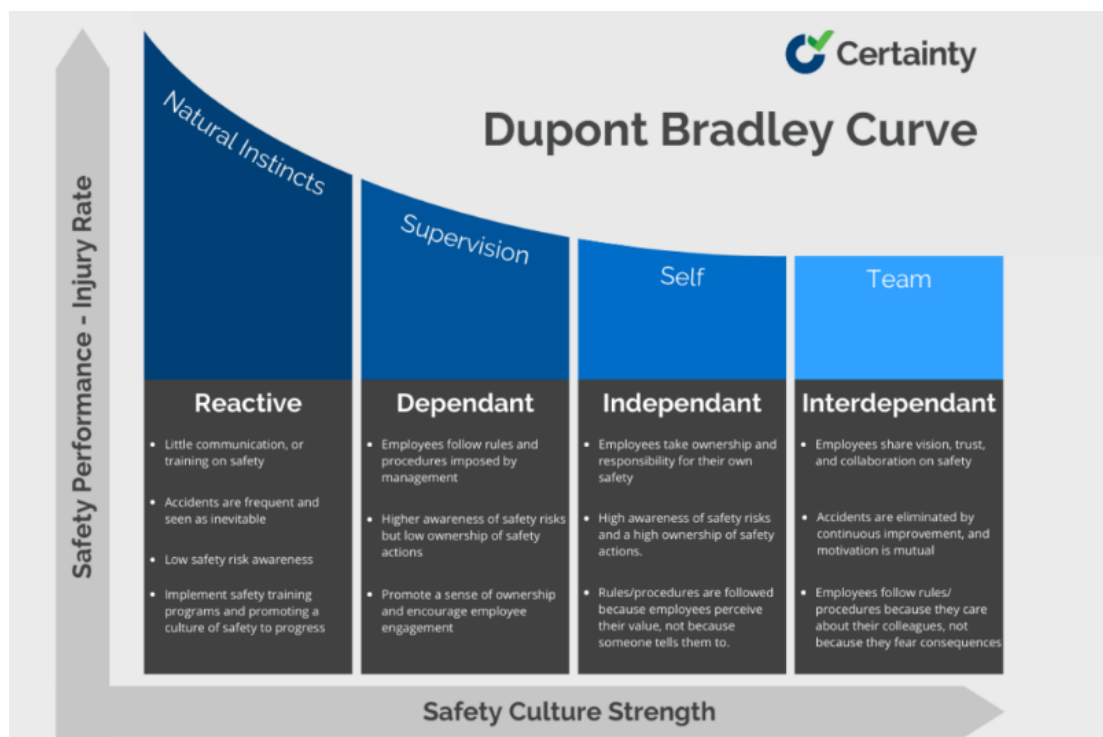 Certainty
Dupont Bradley Curve
Safety Performance - Injury Rate
Natural Instincts
Supervision
Self
Team
Reactive
• Little communication, or
training on safety
• Accidents are frequent and
seen as inevitable
• Low safety risk awareness
• Implement safety training
programs and promoting a
culture of safety to progress
Dependant
• Employees follow rules and
procedures imposed by
management
• Higher awareness of safety risks
but low ownership of safety
actions
• Promote a sense of ownership
and encourage employee
engagement
Independant
• Employees take ownership and
responsibility for their own
safety
• High awareness of safety risks
and a high ownership of safety
actions.
• Rules/procedures are followed
because employees perceive
their value, not because
someone tells them to.
Interdependant
• Employees share vision, trust,
and collaboration on safety
• Accidents are eliminated by
continuous improvement, and
motivation is mutual
• Employees follow rules/
procedures because they care
about their colleagues, not
because they fear consequences
Safety Culture Strength